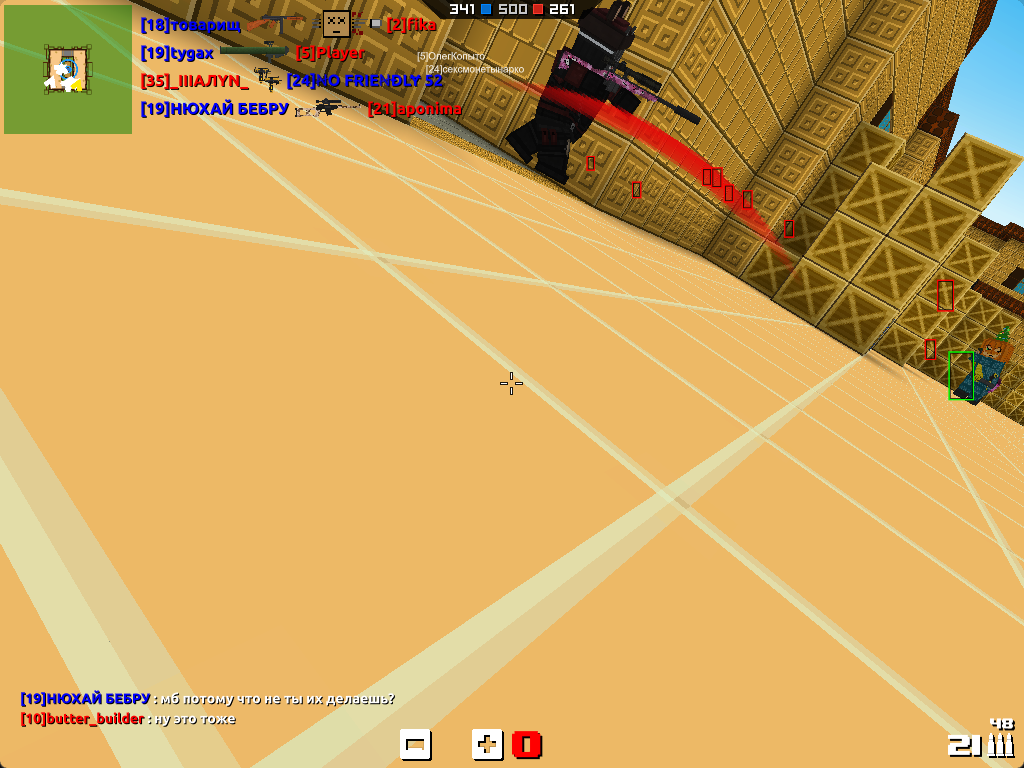 341 500 261
[18]товарищ [2]fika
[19]tygax [5]Player
[5]ОлегКопыто
[24]сексмонетынарко
[35]_IIIАЛYN_ [24]NO FRIENDLY 52
[19]НЮХАЙ БЕБРУ [21]aponima
[19]НЮХАЙ БЕБРУ : мб потому что не ты их делаешь?
[10]butter_builder : ну это тоже
0
48
21